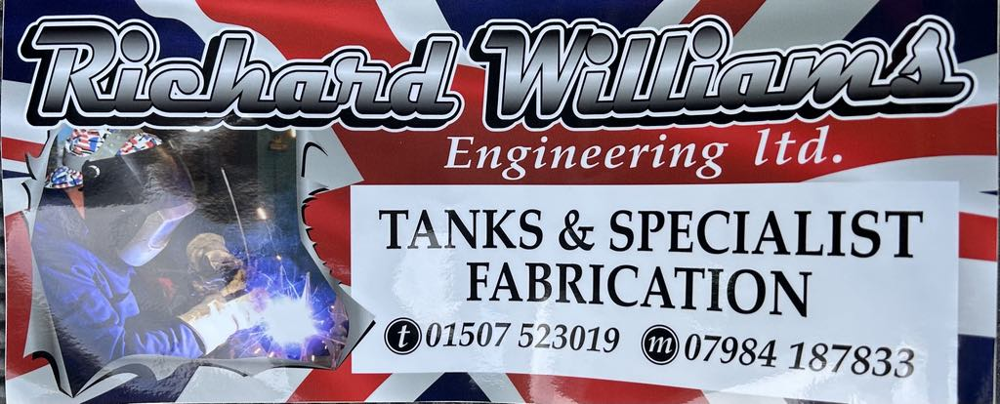 Richard Williams
Engineering ltd.
TANKS & SPECIALIST
FABRICATION
t 01507 523019 m 07984 187833